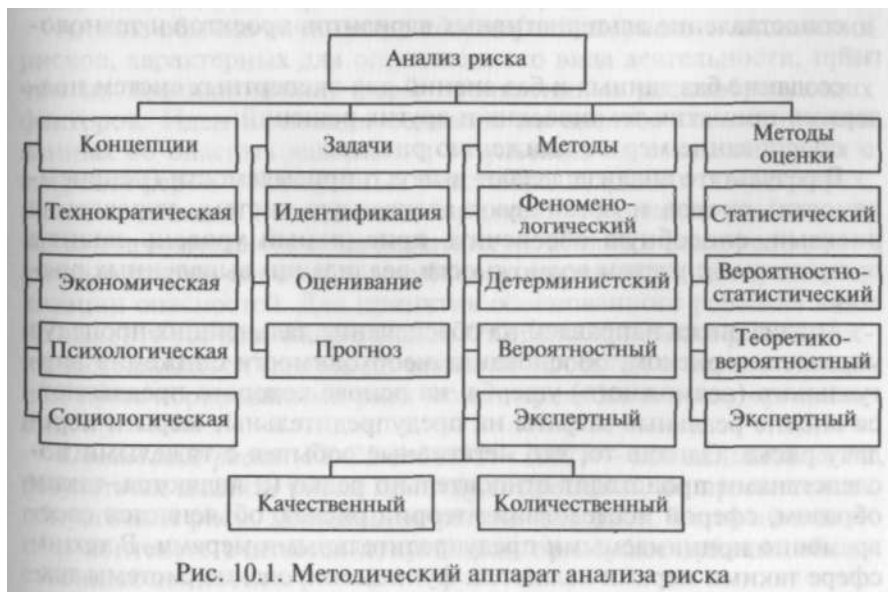 Анализ риска
Концепции
Задачи
Методы
Методы
оценки
Технократическая
Идентификация
Феномено-
логический
Статистический
Экономическая
Оценивание
Детерминистский
Вероятностно-
статистический
Психологическая
Прогноз
Вероятностный
Теоретико-
вероятностный
Социологическая
Экспертный
Экспертный
Качественный
Количественный
Рис. 10.1. Методический аппарат анализа риска